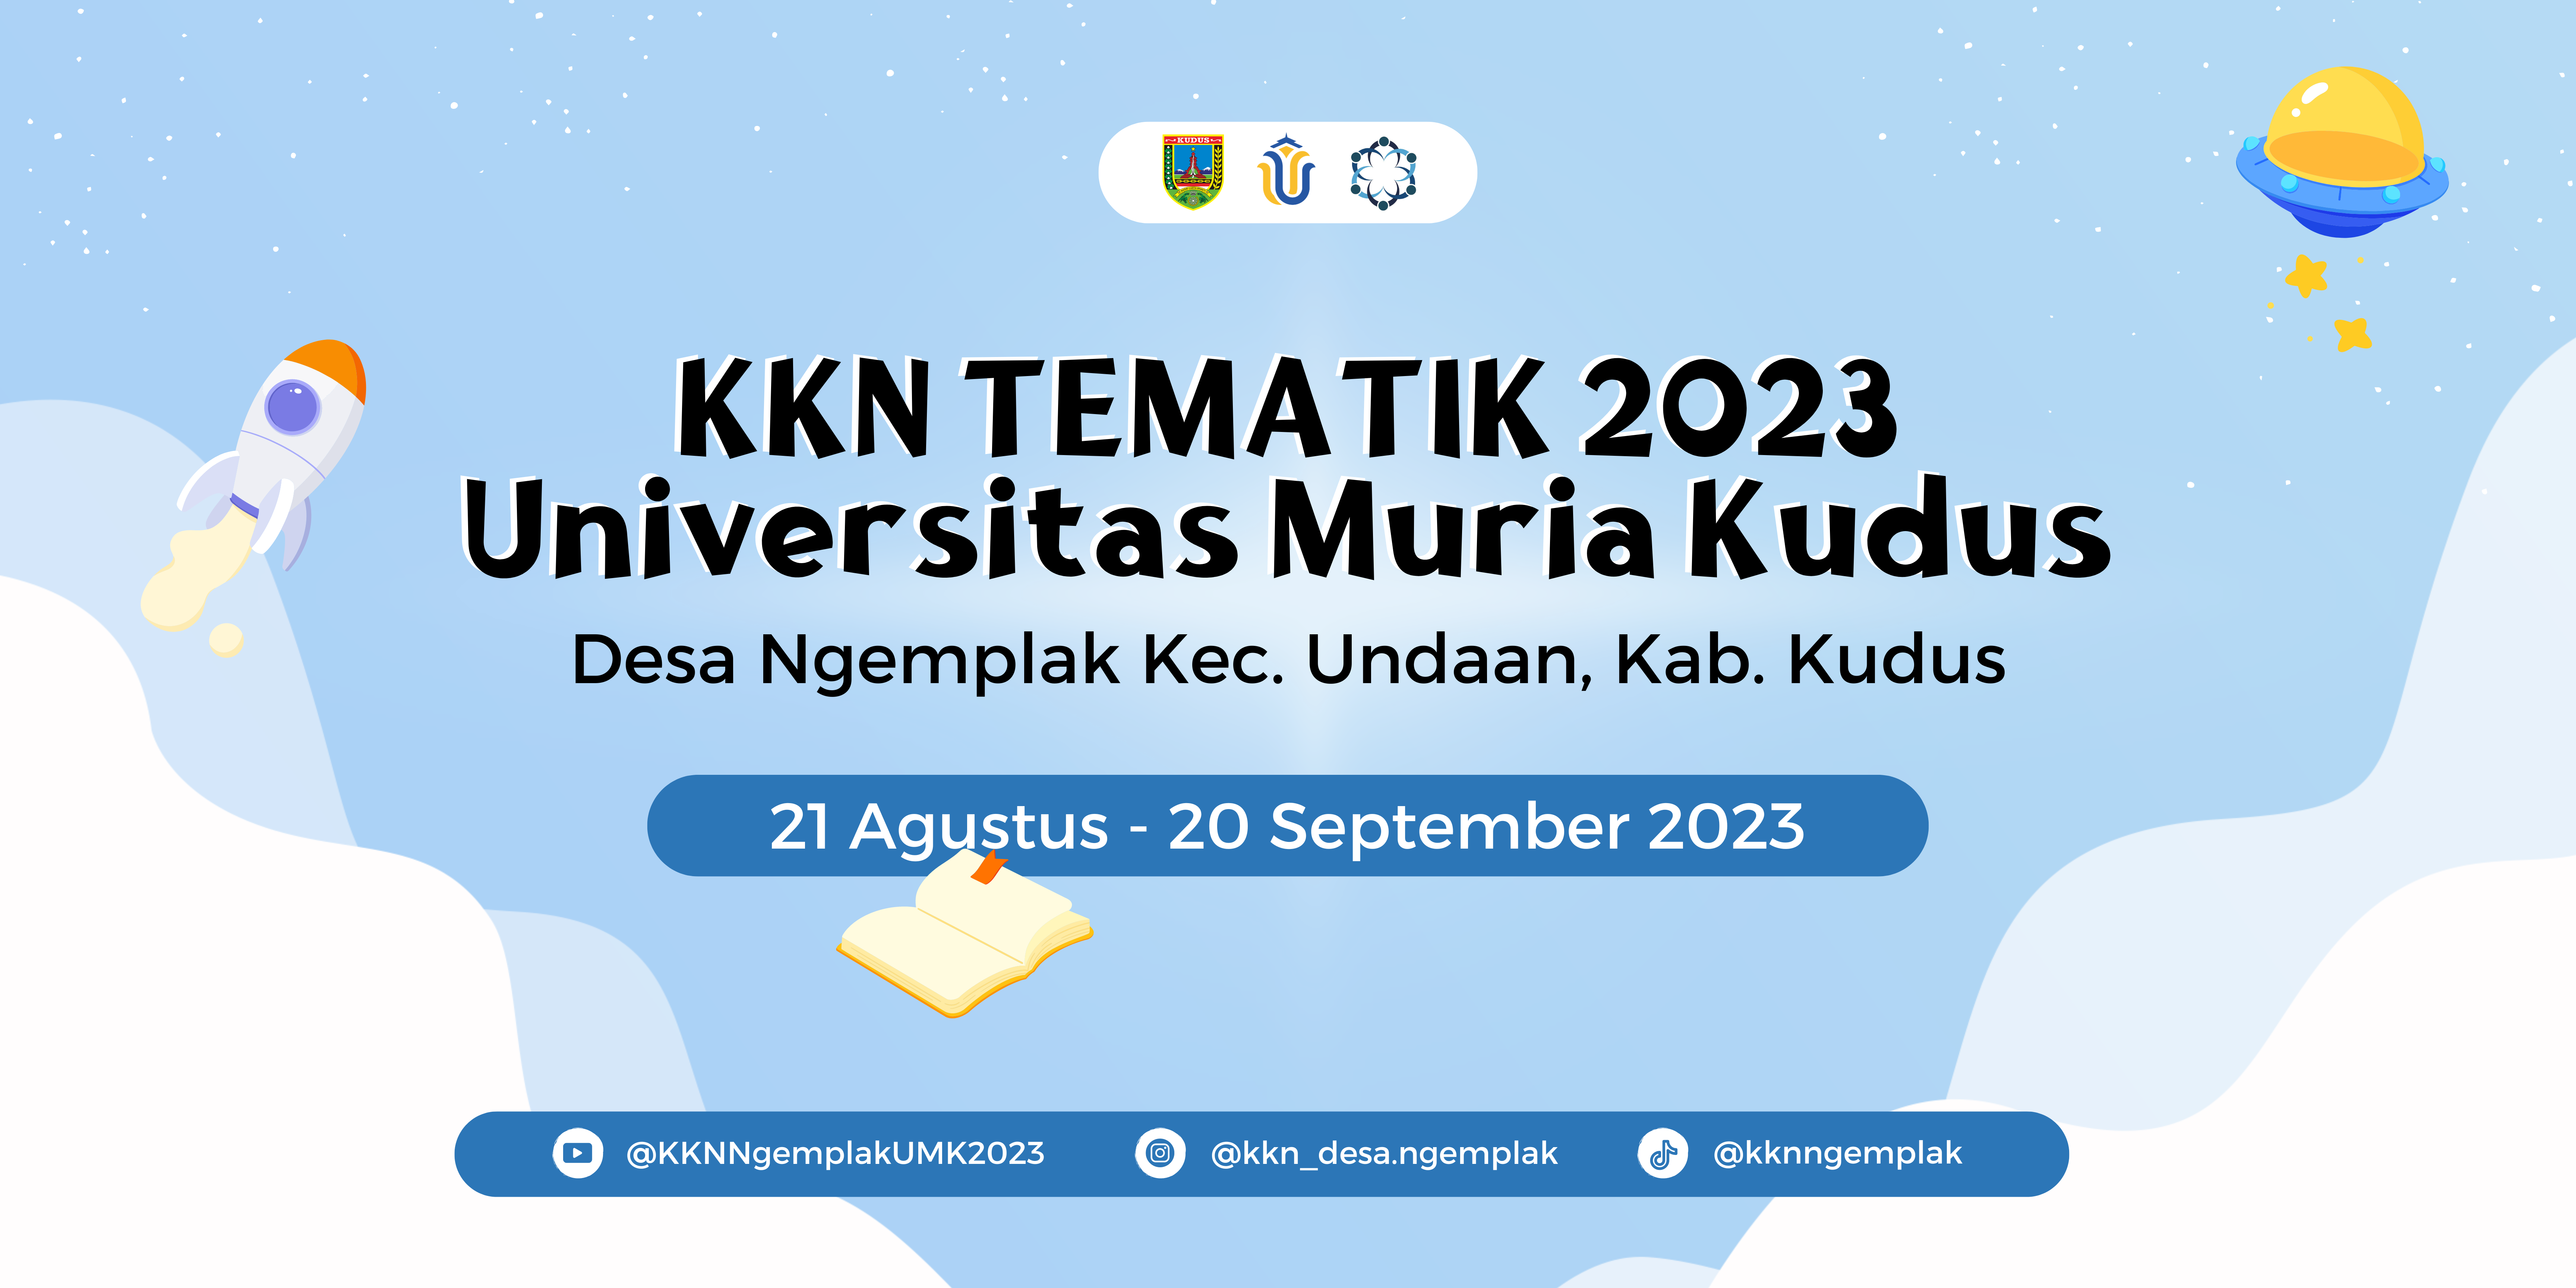 KUDUS
KKN TEMATIK 2023
Universitas Muria Kudus
Desa Ngemplak Kec. Undaan, Kab. Kudus
21 Agustus - 20 September 2023
@KKNNgemplakUMK2023
@kkn_desa.ngemplak
@kknngemplak